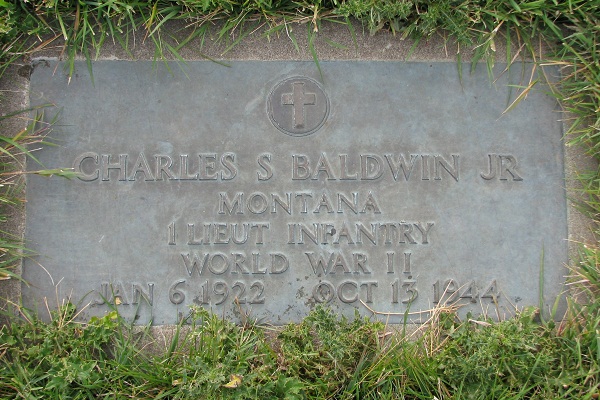 CHARLES S BALDWIN JR
MONTANA
1 LIEUT INFANTRY
WORLD WAR II
JAN 6 1922 OCT 13 1944